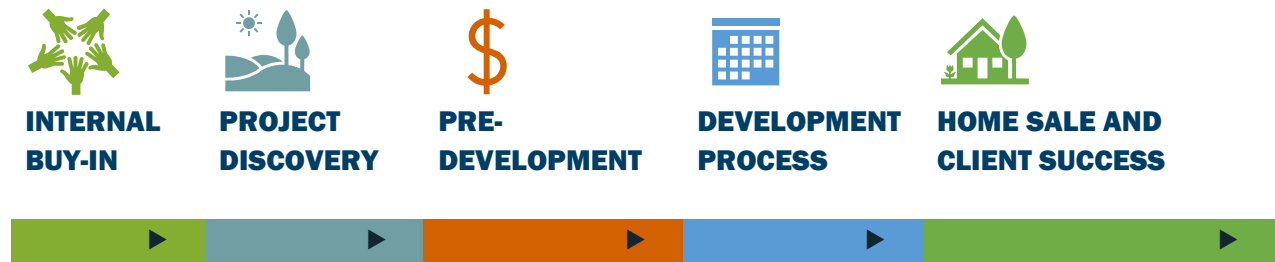 INTERNAL
BUY-IN
PROJECT
DISCOVERY
PRE-
DEVELOPMENT
DEVELOPMENT
PROCESS
HOME SALE AND
CLIENT SUCCESS